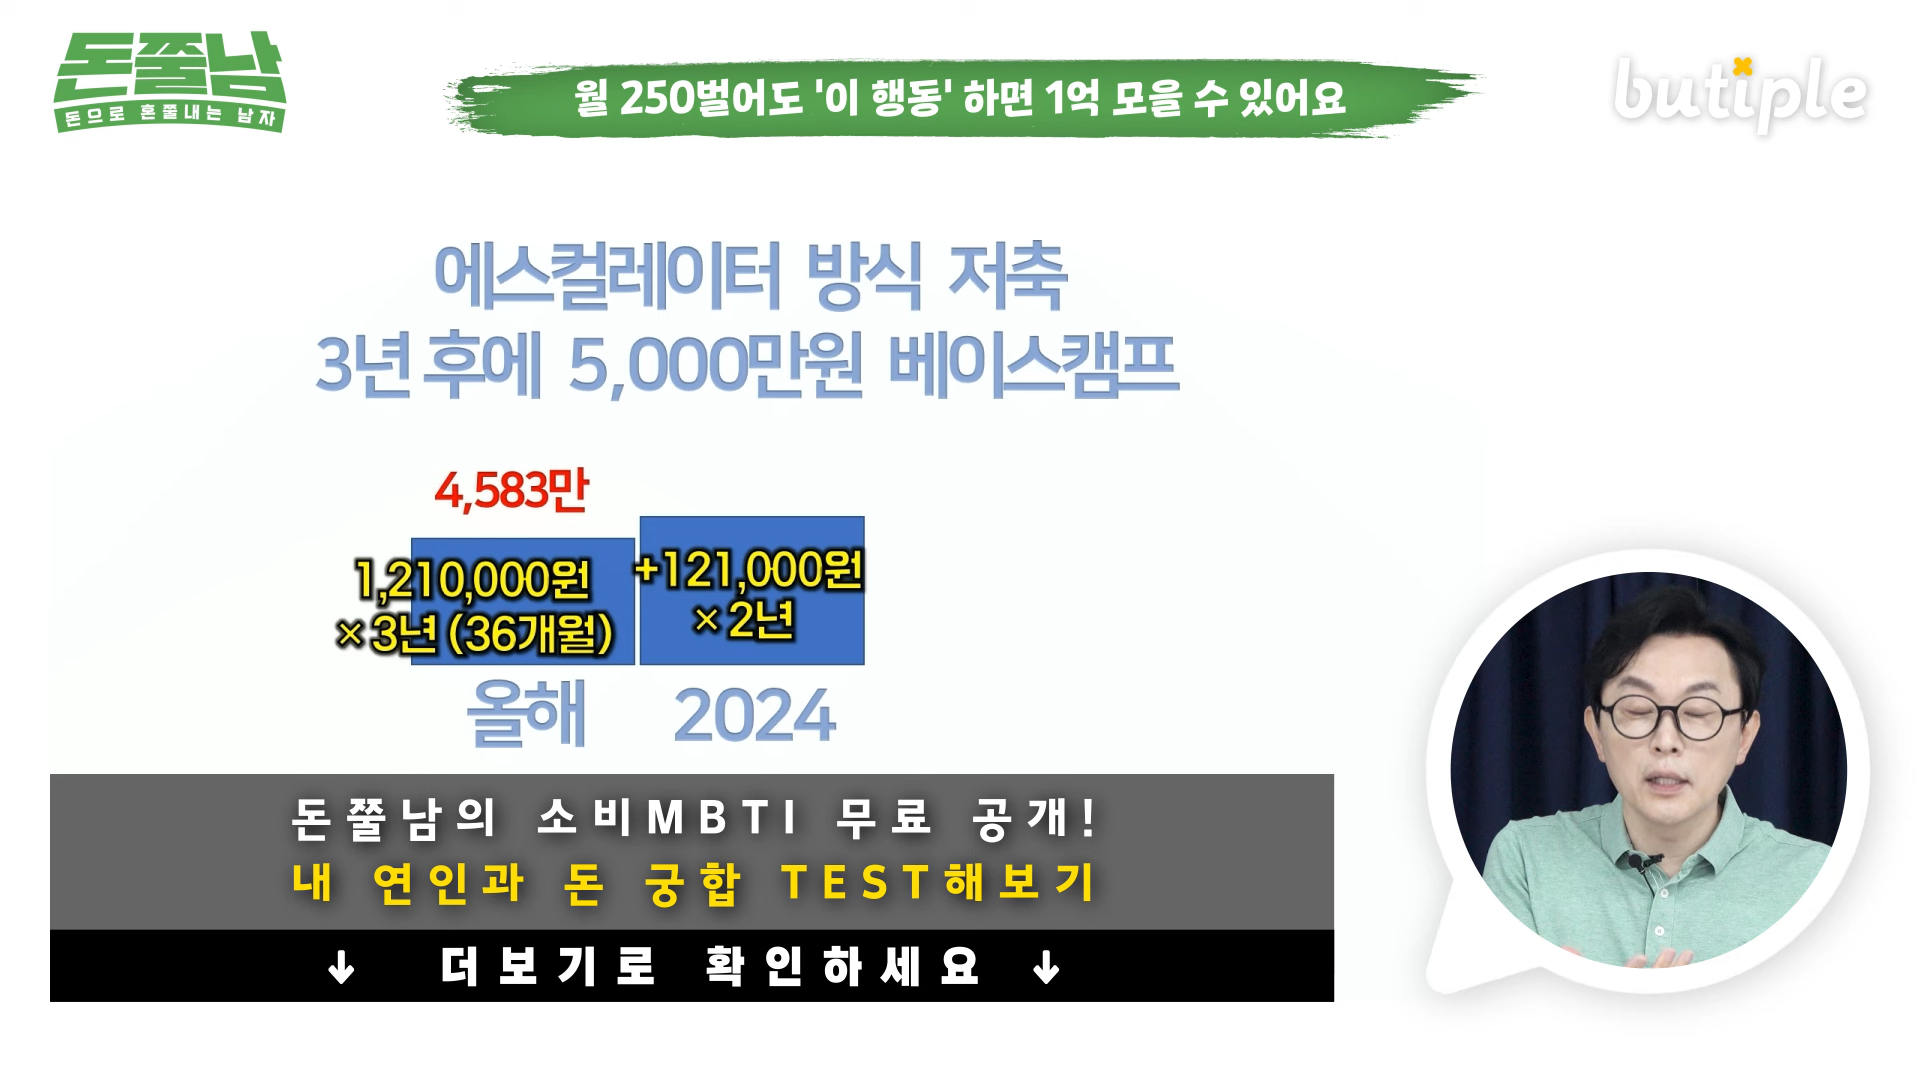 돈쭐남
돈으로 혼쭐내는 남자
월 250벌어도 '이 행동' 하면 1억 모을 수 있어요
butiple
에스컬레이터 방식 저축
3년 후에 5,000만원 베이스캠프
4,583만
1,210,000원
× 3년 (36개월)
+121,000원
× 2년
올해
2024
돈쭐남의 소비MBTI 무료 공개!
내 연인과 돈 궁합 TEST해보기
↓ 더보기로 확인하세요 ↓